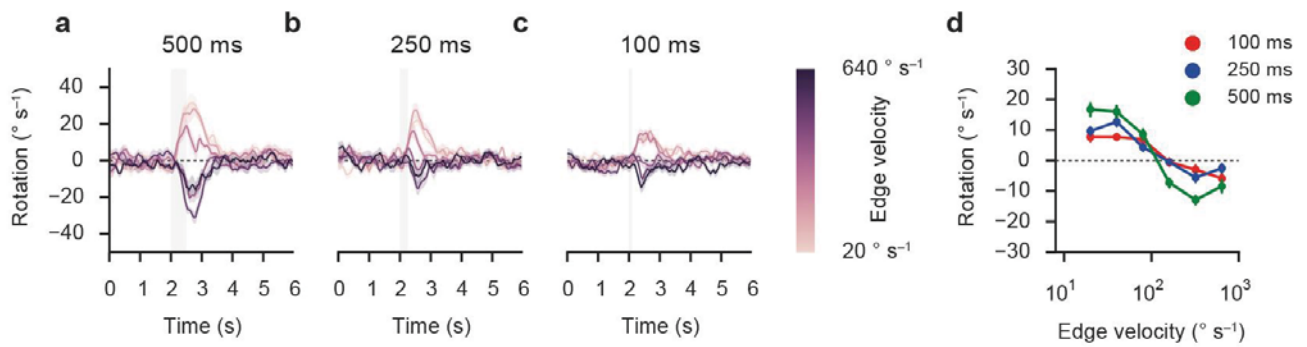 a
500 ms
40
20
0
−20
−40
Rotation (° s⁻¹)
0 1 2 3 4 5 6
Time (s)
b
250 ms
0 1 2 3 4 5 6
Time (s)
c
100 ms
0 1 2 3 4 5 6
Time (s)
640 ° s⁻¹
Edge velocity
20 ° s⁻¹
d
100 ms
250 ms
500 ms
30
20
10
0
−10
−20
−30
Rotation (° s⁻¹)
10¹ 10² 10³
Edge velocity (° s⁻¹)